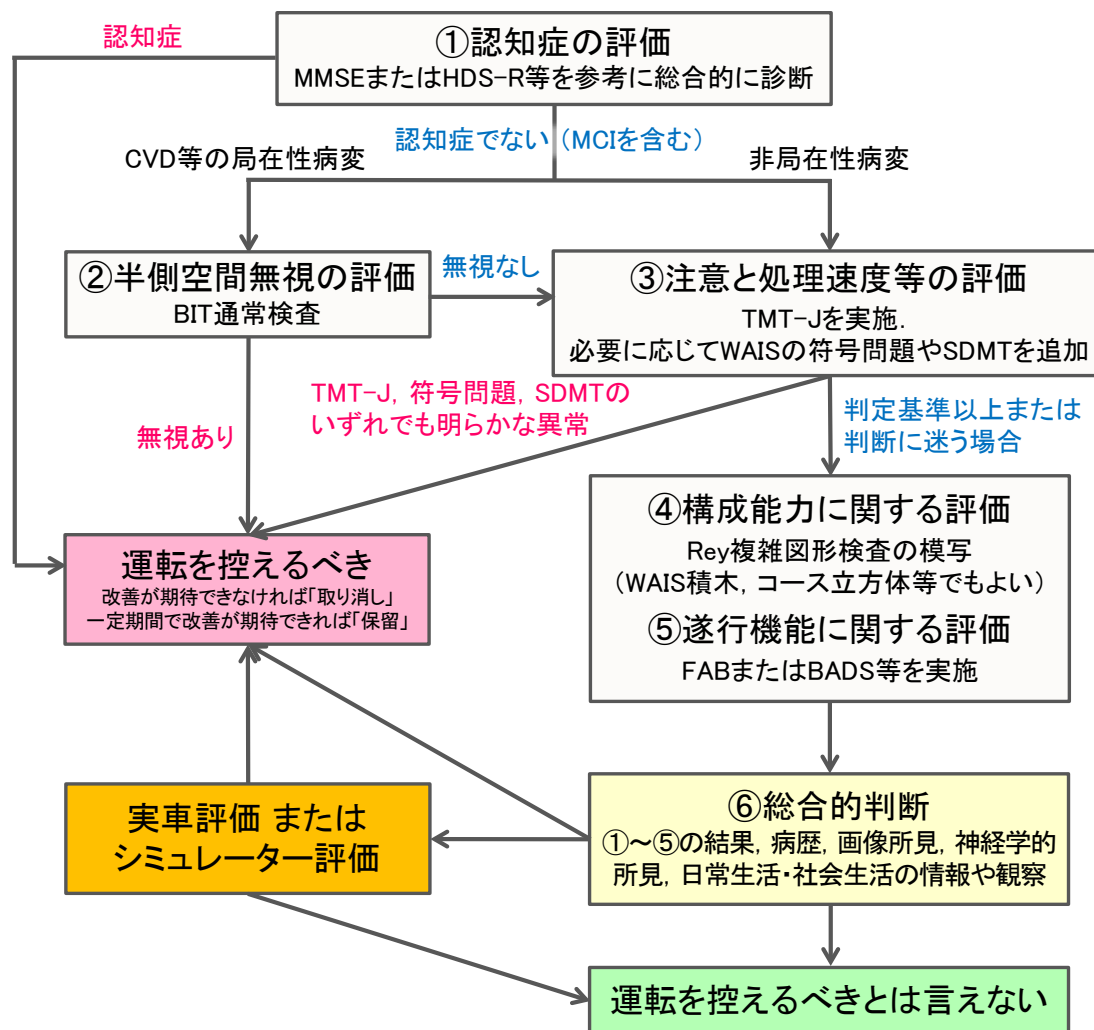 認知症
①認知症の評価
MMSEまたはHDS-R等を参考に総合的に診断
認知症でない（MCIを含む）
CVD等の局在性病変
非局在性病変
②半側空間無視の評価
BIT通常検査
無視なし
③注意と処理速度等の評価
TMT-Jを実施.
必要に応じてWAISの符号問題やSDMTを追加
TMT-J, 符号問題, SDMTの
いずれでも明らかな異常
無視あり
判定基準以上または
判断に迷う場合
④構成能力に関する評価
Rey複雑図形検査の模写
（WAIS積木, コース立方体等でもよい）
⑤遂行機能に関する評価
FABまたはBADS等を実施
運転を控えるべき
改善が期待できなければ「取り消し」
一定期間で改善が期待できれば「保留」
実車評価 または
シミュレーター評価
⑥総合的判断
①～⑤の結果, 病歴, 画像所見, 神経学的
所見, 日常生活・社会生活の情報や観察
運転を控えるべきとは言えない